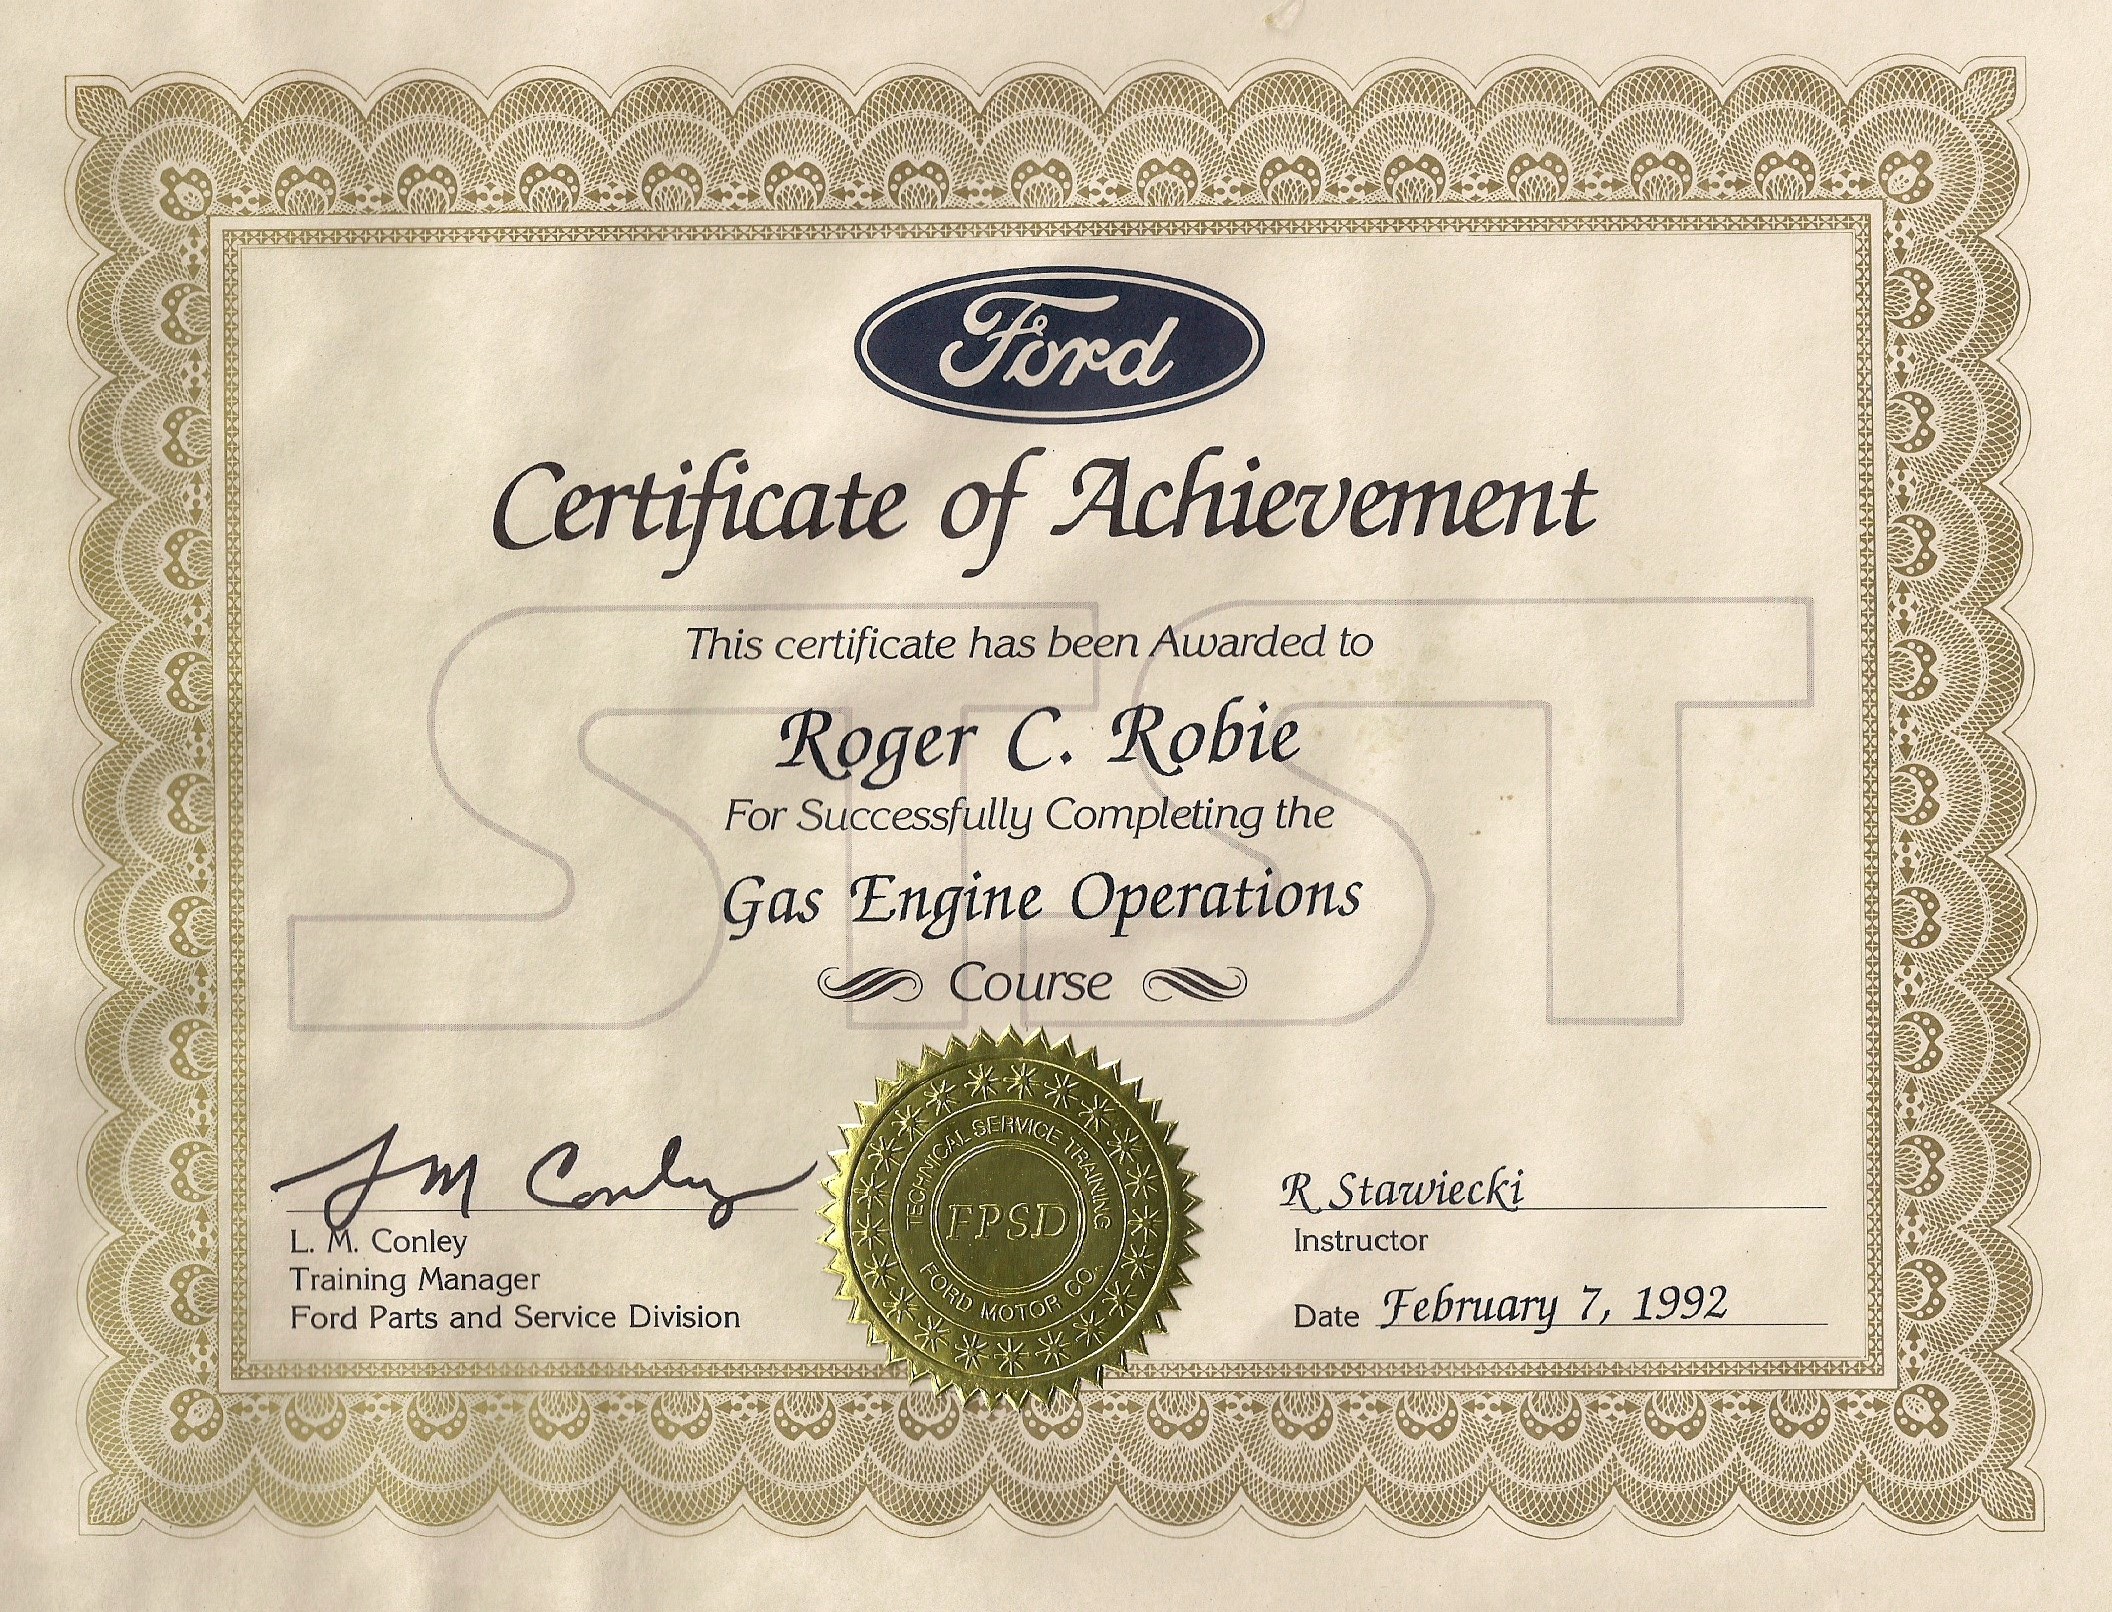 Ford
Certificate of Achievement
STST
This certificate has been Awarded to
Roger C. Robie
For Successfully Completing the
Gas Engine Operations
Course
L M Conley
L. M. Conley
Training Manager
Ford Parts and Service Division
TECHNICAL SERVICE TRAINING
FPSD
FORD MOTOR CO.
R Stawiecki
Instructor
Date February 7, 1992